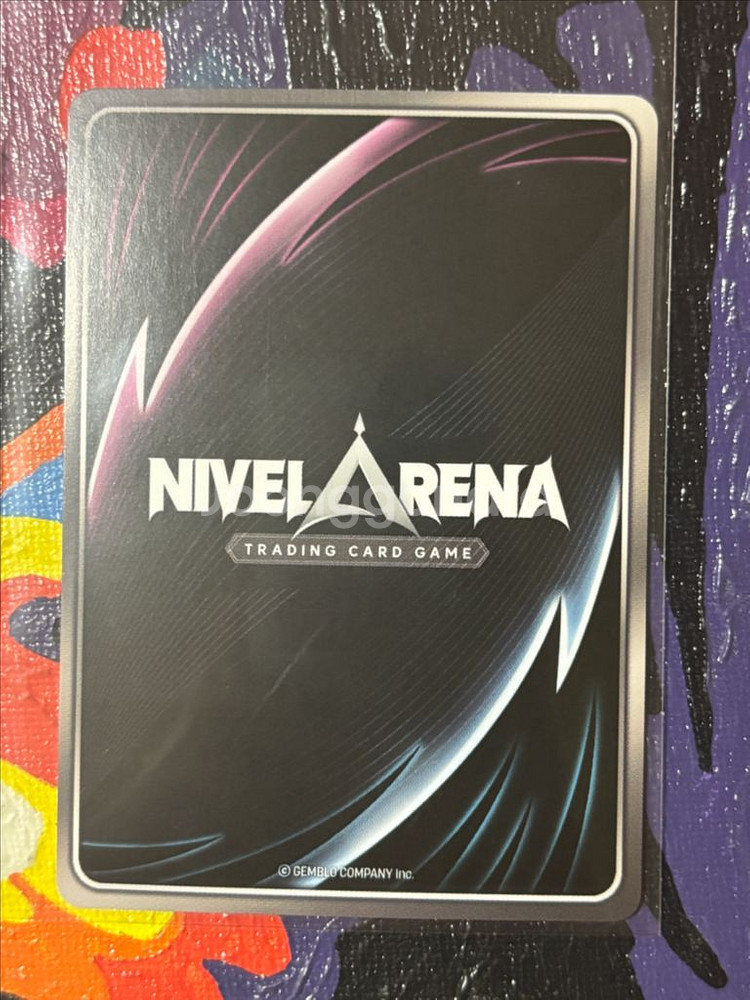 NIVEL ARENA
TRADING CARD GAME
© GEMBLO COMPANY Inc.